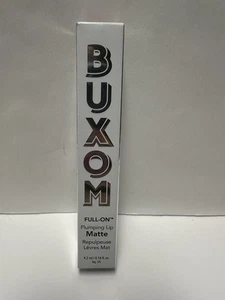 BUXOM
FULL-ON™
Plumping Lip
Matte
Repulpeuse
Lèvres Mat